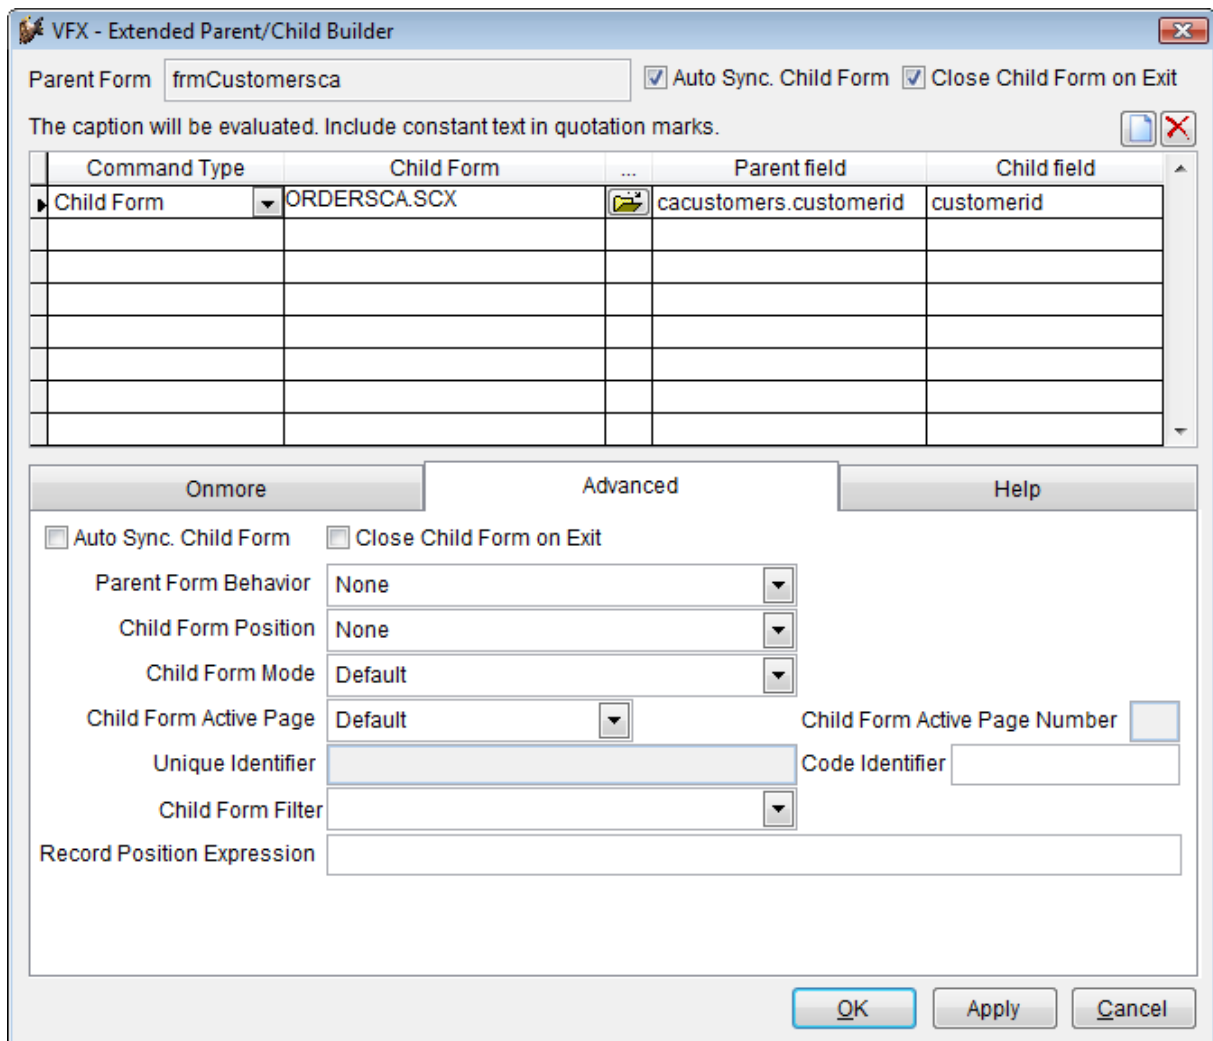 VFX - Extended Parent/Child Builder
Parent Form frmCustomersca Auto Sync. Child Form Close Child Form on Exit
The caption will be evaluated. Include constant text in quotation marks.
Command Type Child Form ... Parent field Child field
Child Form ORDERSCA.SCX cacustomers.customerid customerid
Onmore Advanced Help
Auto Sync. Child Form Close Child Form on Exit
Parent Form Behavior None
Child Form Position None
Child Form Mode Default
Child Form Active Page Default Child Form Active Page Number
Unique Identifier Code Identifier
Child Form Filter
Record Position Expression
OK Apply Cancel